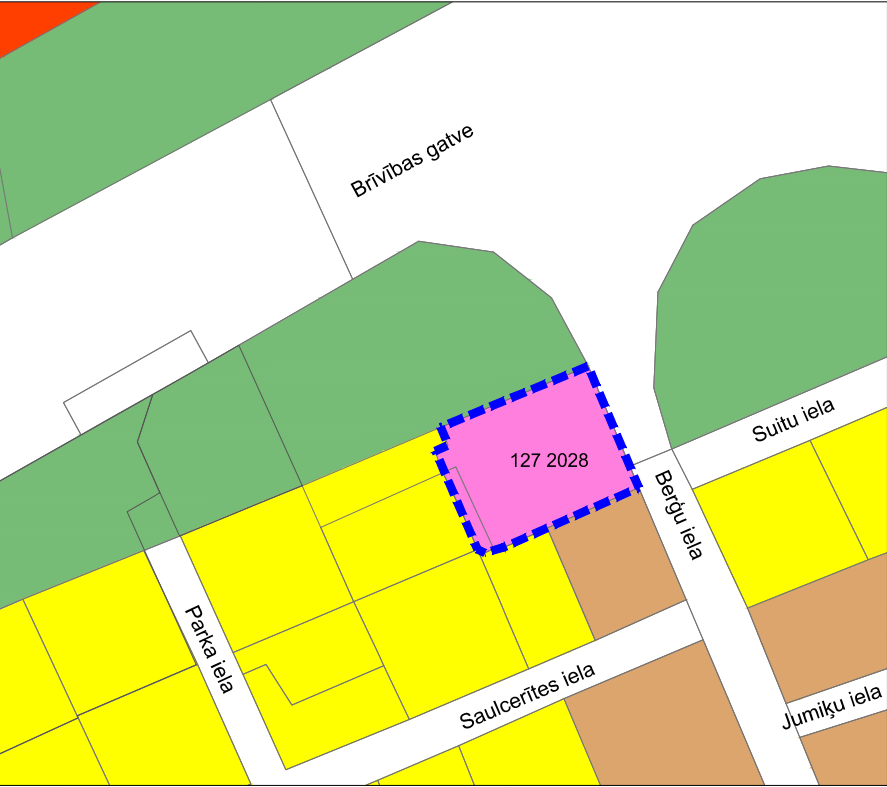 Brīvības gatve
Suitu iela
127 2028
Berģu iela
Parka iela
Saulcerītes iela
Jumiķu iela